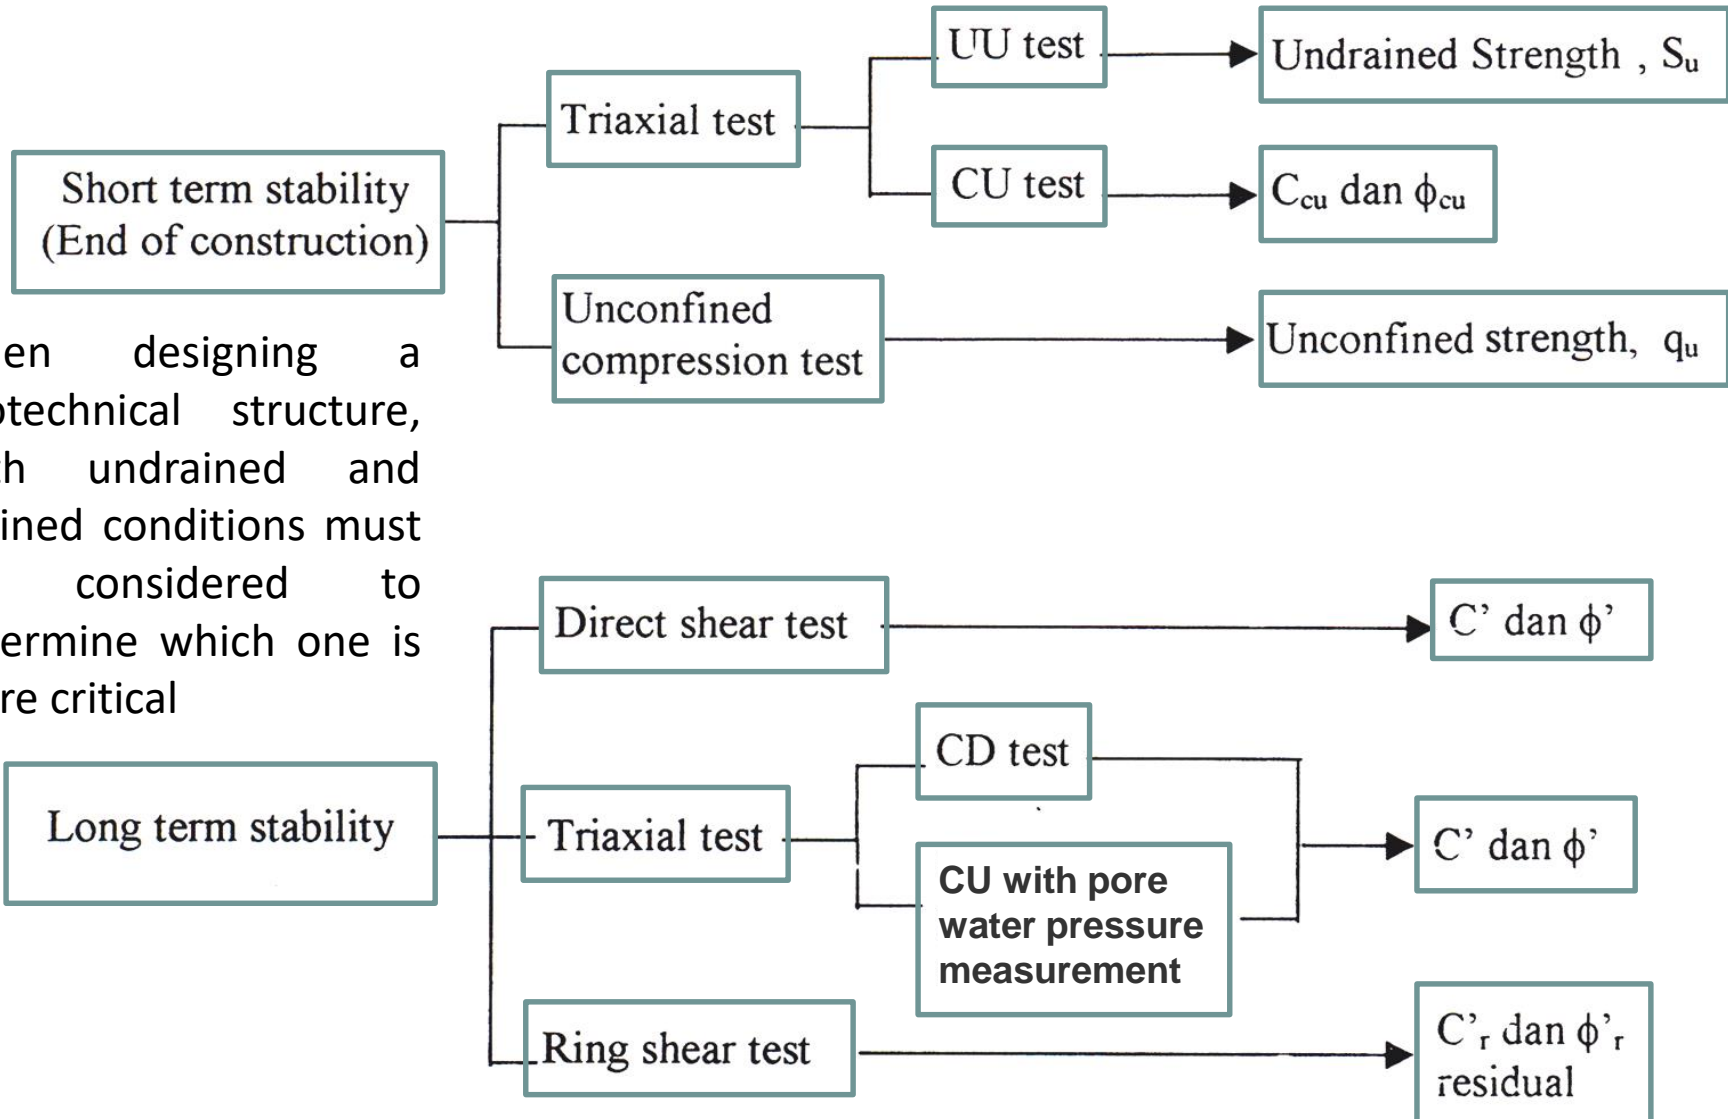 UU test
Undrained Strength , Su
Triaxial test
CU test
Ccu dan ϕcu
Short term stability
(End of construction)
Unconfined
compression test
Unconfined strength, qu
en designing a
otechnical structure,
th undrained and
ined conditions must
considered to
ermine which one is
re critical
Direct shear test
C’ dan ϕ’
CD test
Long term stability
Triaxial test
C’ dan ϕ’
CU with pore
water pressure
measurement
Ring shear test
C’r dan ϕ’r
residual